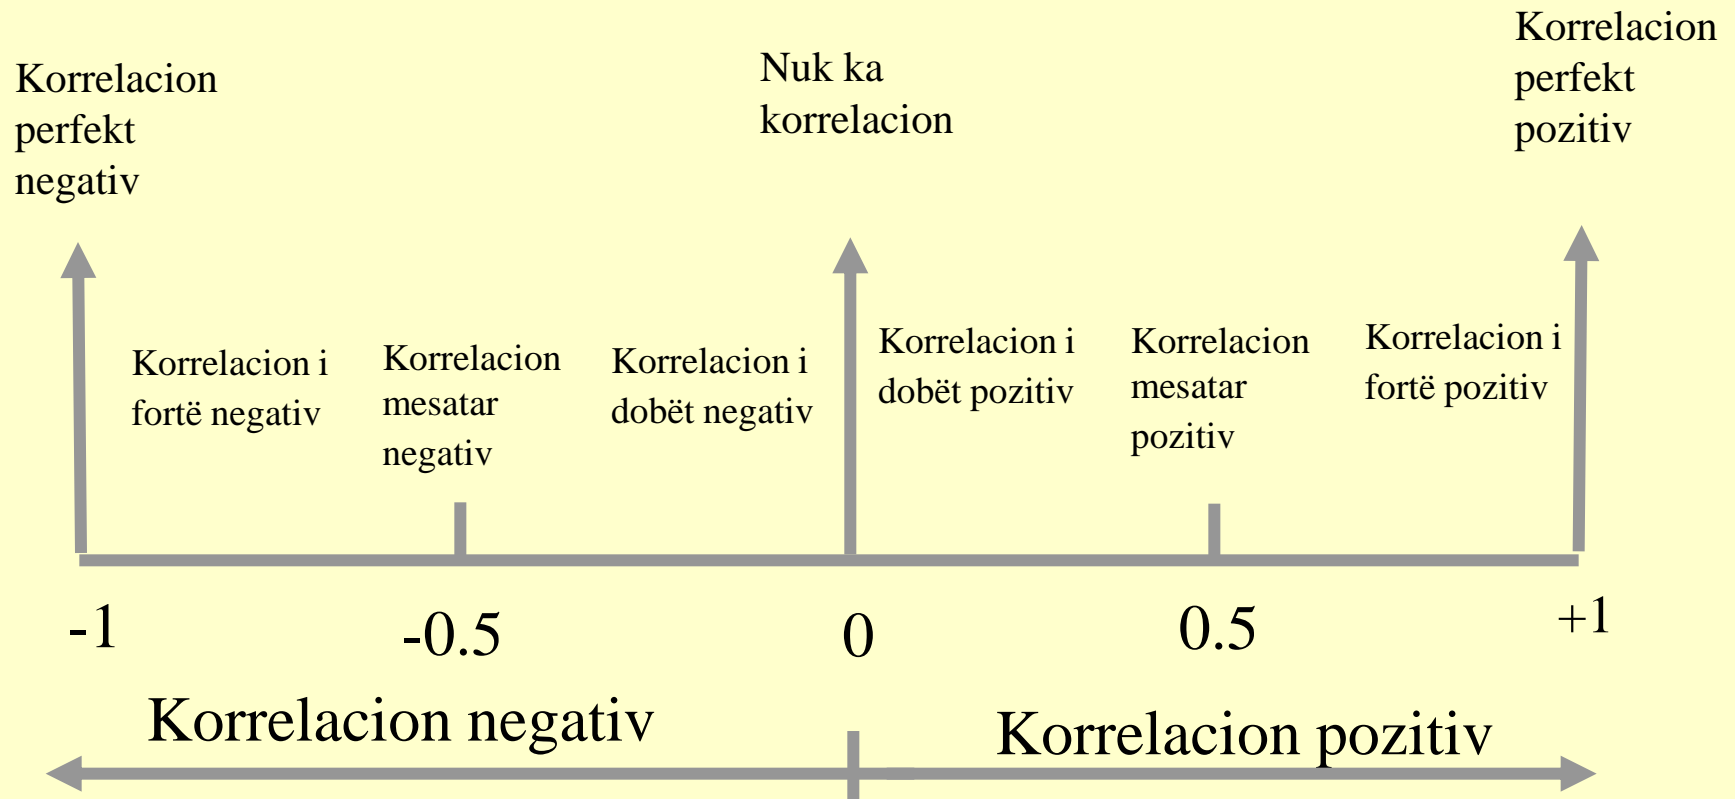 Korrelacion
perfekt
negativ
Nuk ka
korrelacion
Korrelacion
perfekt
pozitiv
Korrelacion i
fortë negativ
Korrelacion
mesatar
negativ
Korrelacion i
dobët negativ
Korrelacion i
dobët pozitiv
Korrelacion
mesatar
pozitiv
Korrelacion i
fortë pozitiv
-1
-0.5
0
0.5
+1
Korrelacion negativ
Korrelacion pozitiv